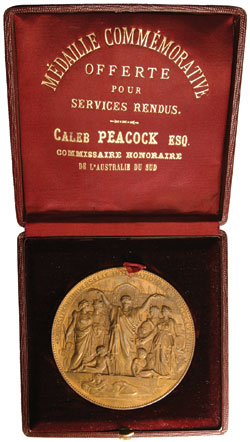 MÉDAILLE COMMÉMORATIVE
OFFERTE
POUR
SERVICES RENDUS.
CALEB PEACOCK ESQ.
COMMISSAIRE HONORAIRE
DE L'AUSTRALIE DU SUD